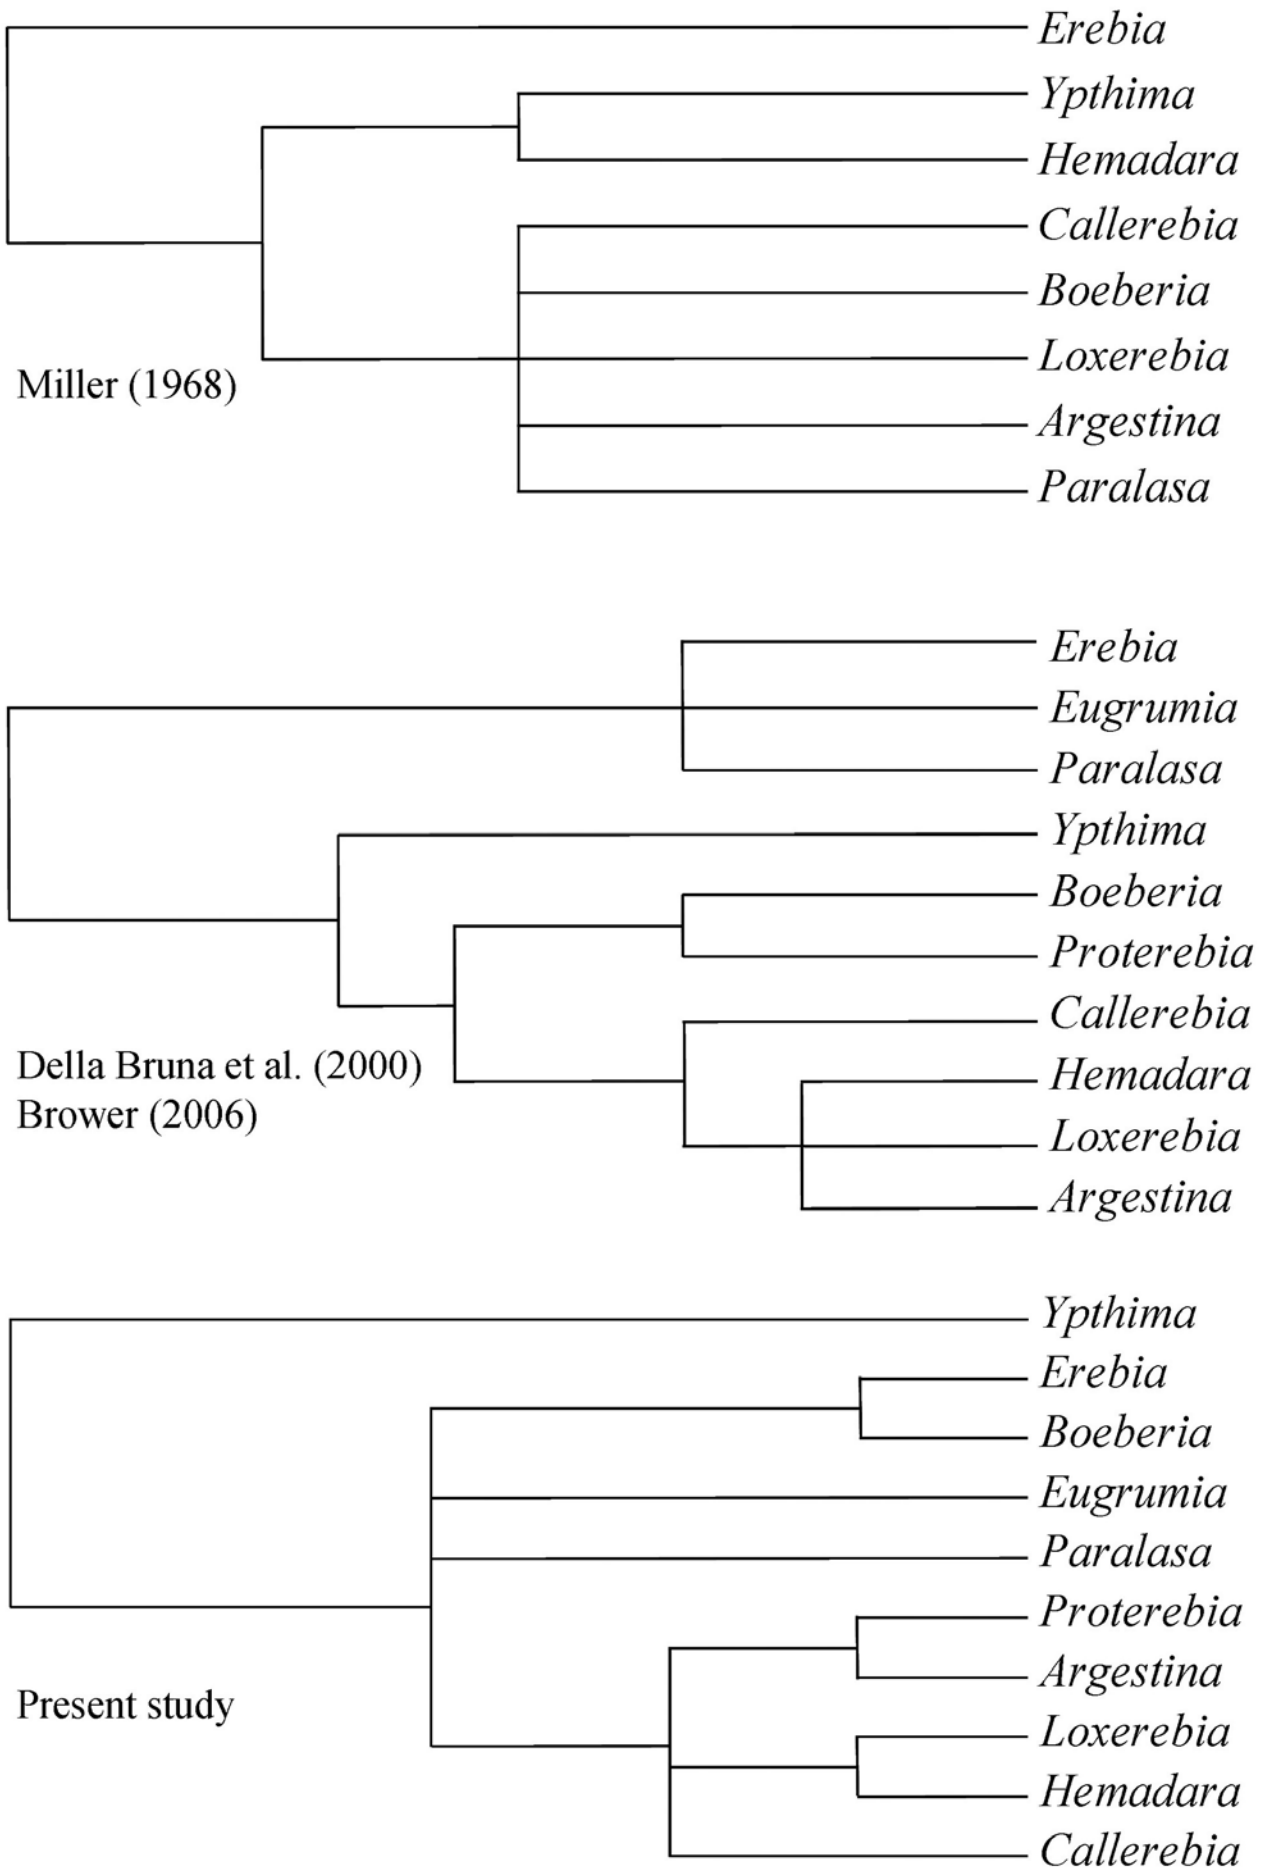 Erebia
Ypthima
Hemadara
Callerebia
Boeberia
Loxerebia
Argestina
Paralasa
Miller (1968)
Erebia
Eugrumia
Paralasa
Ypthima
Boeberia
Proterebia
Callerebia
Hemadara
Loxerebia
Argestina
Della Bruna et al. (2000)
Brower (2006)
Ypthima
Erebia
Boeberia
Eugrumia
Paralasa
Proterebia
Argestina
Loxerebia
Hemadara
Callerebia
Present study